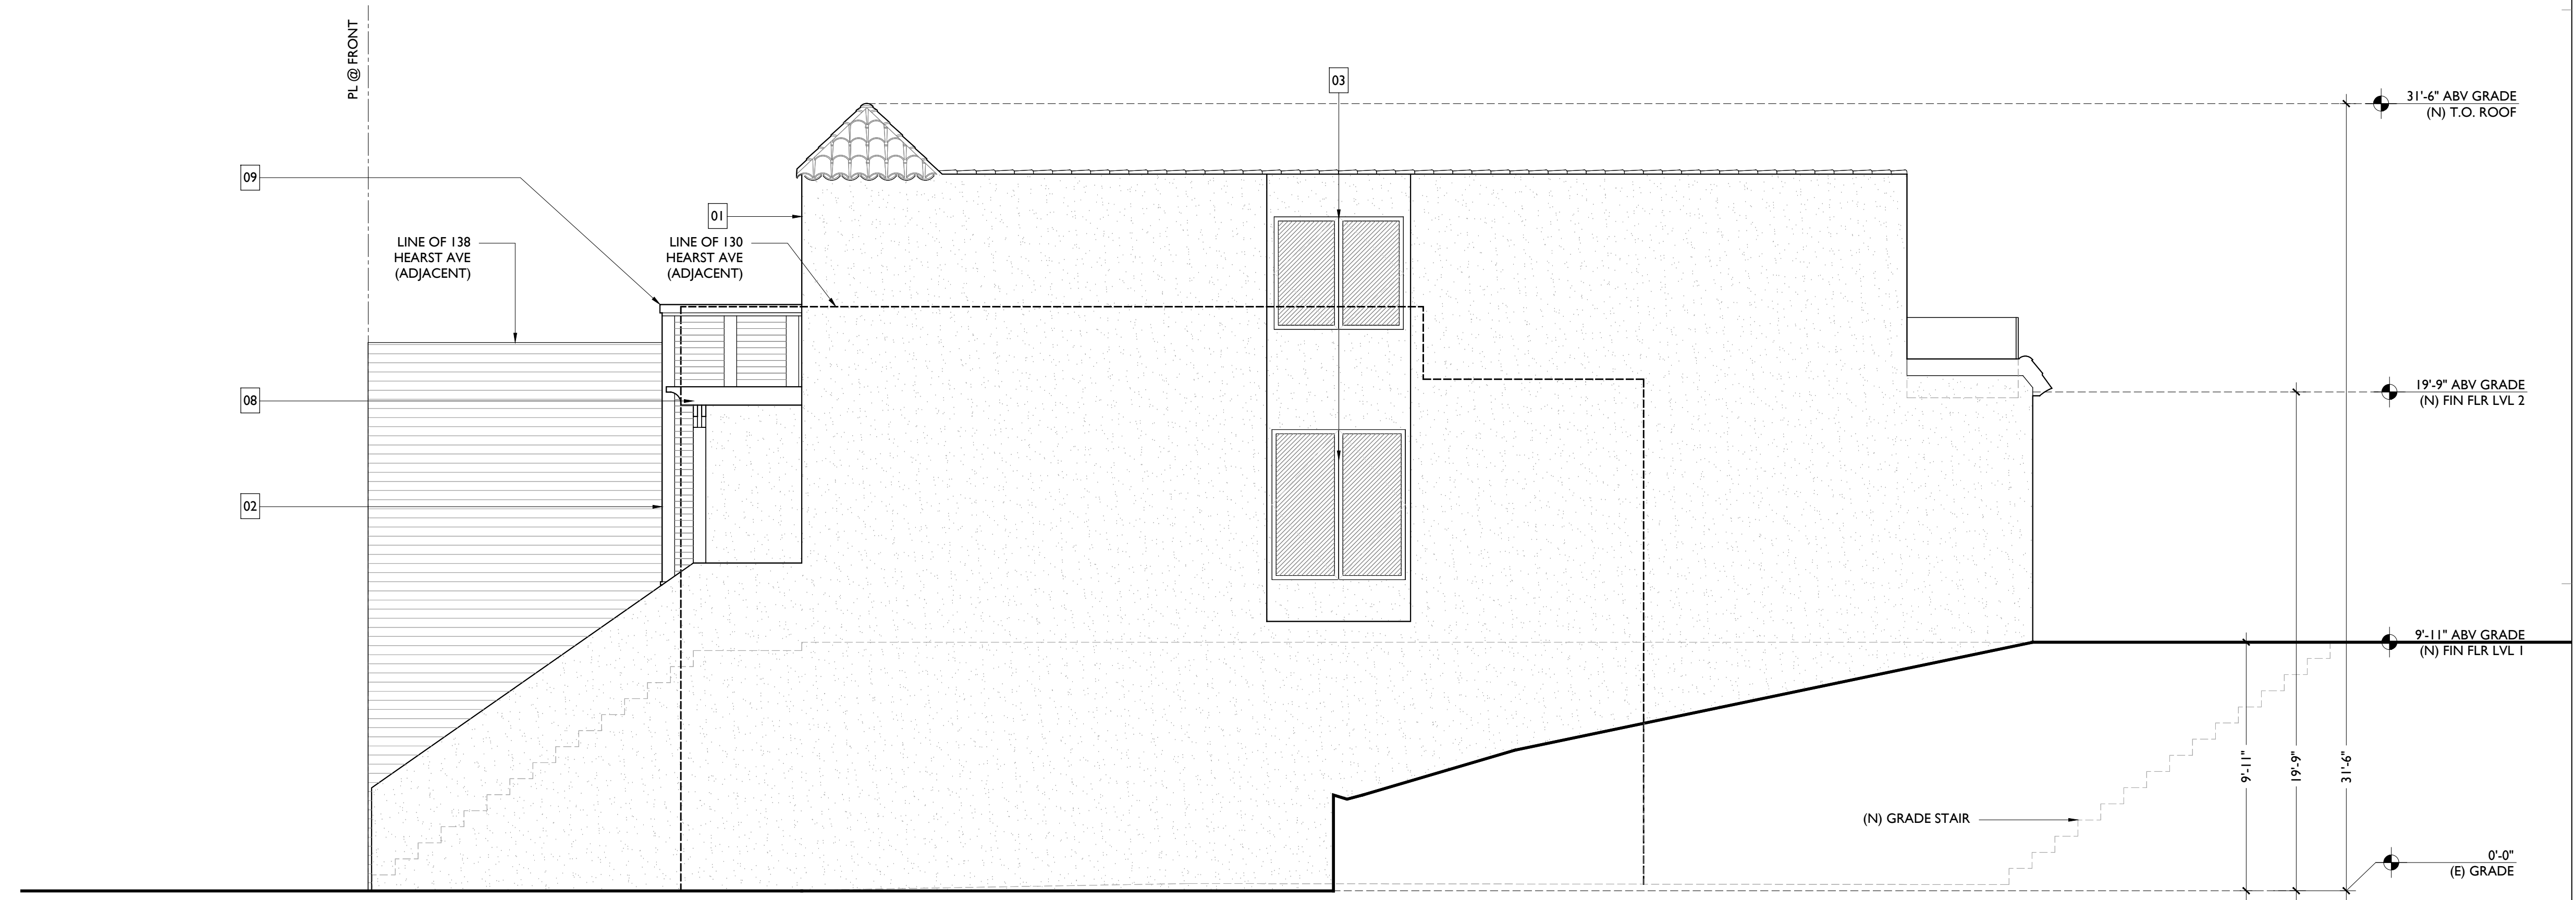 PL @ FRONT
03
31'-6" ABV GRADE
(N) T.O. ROOF
09
01
LINE OF 138
HEARST AVE
(ADJACENT)
LINE OF 130
HEARST AVE
(ADJACENT)
08
19'-9" ABV GRADE
(N) FIN FLR LVL 2
02
9'-11" ABV GRADE
(N) FIN FLR LVL 1
9'-11"
19'-9"
31'-6"
(N) GRADE STAIR
0'-0"
(E) GRADE